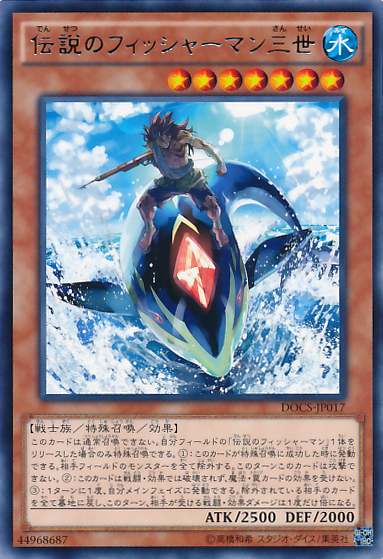 でんせつ さんせい
伝説のフィッシャーマン三世
みず
水
DOCS-JP017
【戦士族/特殊召喚/効果】
このカードは通常召喚できない。自分フィールドの「伝説のフィッシャーマン」1体を
リリースした場合のみ特殊召喚できる。①:このカードが特殊召喚に成功した時に発動
できる。相手フィールドのモンスターを全て除外する。このターンこのカードは攻撃
できない。②:このカードは戦闘・効果では破壊されず、魔法・罠カードの効果を受けない。
③:1ターンに1度、自分メインフェイズに発動できる。除外されている相手のカード
を全て墓地に戻し、このターン、相手が受ける戦闘・効果ダメージは1度だけ倍になる。
ATK/2500 DEF/2000
44968687
©高橋和希 スタジオ・ダイス/集英社